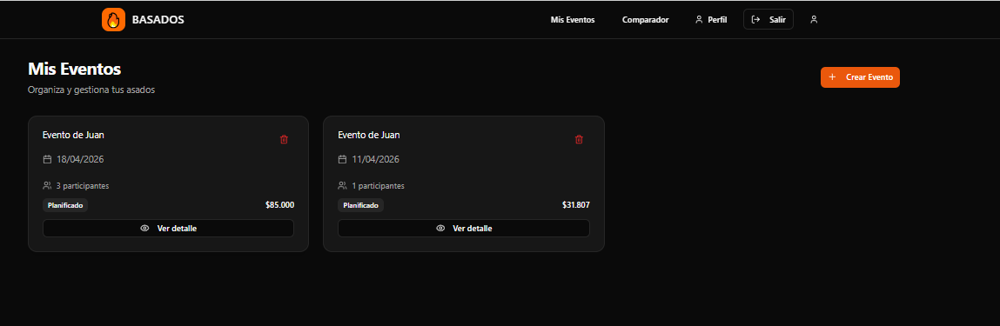 BASADOS
Mis Eventos
Comparador
Perfil
Salir
Mis Eventos
Organiza y gestiona tus asados
+ Crear Evento
Evento de Juan
18/04/2026
3 participantes
Planificado
$85.000
Ver detalle
Evento de Juan
11/04/2026
1 participantes
Planificado
$31.807
Ver detalle